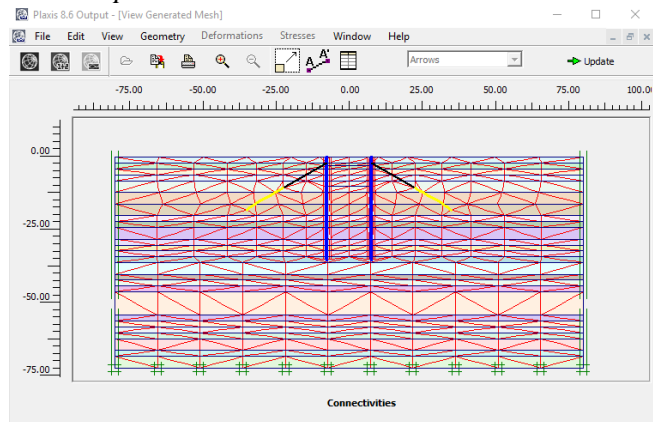 Plaxis 8.6 Output - [View Generated Mesh]
File Edit View Geometry Deformations Stresses Window Help
Arrows Update
-75.00 -50.00 -25.00 0.00 25.00 50.00 75.00 100.0
0.00
-25.00
-50.00
-75.00
Connectivities